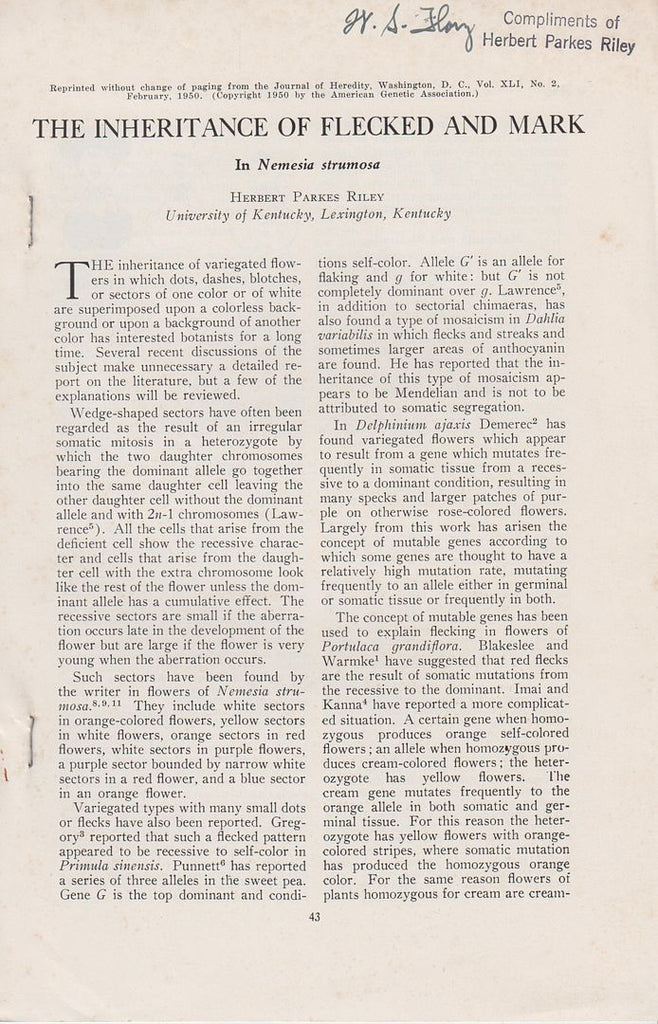 Compliments of
Herbert Parkes Riley
Reprinted without change of paging from the Journal of Heredity, Washington, D. C., Vol. XLI, No. 2,
February, 1950. (Copyright 1950 by the American Genetic Association.)
THE INHERITANCE OF FLECKED AND MARK
In Nemesia strumosa
HERBERT PARKES RILEY
University of Kentucky, Lexington, Kentucky
THE inheritance of variegated flow-
ers in which dots, dashes, blotches,
or sectors of one color or of white
are superimposed upon a colorless back-
ground or upon a background of another
color has interested botanists for a long
time. Several recent discussions of the
subject make unnecessary a detailed re-
port on the literature, but a few of the
explanations will be reviewed.
Wedge-shaped sectors have often been
regarded as the result of an irregular
somatic mitosis in a heterozygote by
which the two daughter chromosomes
bearing the dominant allele go together
into the same daughter cell leaving the
other daughter cell without the dominant
allele and with 2n-1 chromosomes (Law-
rence⁵). All the cells that arise from the
deficient cell show the recessive charac-
ter and cells that arise from the daugh-
ter cell with the extra chromosome look
like the rest of the flower unless the dom-
inant allele has a cumulative effect. The
recessive sectors are small if the aberra-
tion occurs late in the development of the
flower but are large if the flower is very
young when the aberration occurs.
Such sectors have been found by
the writer in flowers of Nemesia stru-
mosa.⁸,⁹,¹¹ They include white sectors
in orange-colored flowers, yellow sectors
in white flowers, orange sectors in red
flowers, white sectors in purple flowers,
a purple sector bounded by narrow white
sectors in a red flower, and a blue sector
in an orange flower.
Variegated types with many small dots
or flecks have also been reported. Greg-
ory³ reported that such a flecked pattern
appeared to be recessive to self-color in
Primula sinensis. Punnett⁶ has reported
a series of three alleles in the sweet pea.
Gene G is the top dominant and condi-
tions self-color. Allele G′ is an allele for
flaking and g for white: but G′ is not
completely dominant over g. Lawrence⁵,
in addition to sectorial chimaeras, has
also found a type of mosaicism in Dahlia
variabilis in which flecks and streaks and
sometimes larger areas of anthocyanin
are found. He has reported that the in-
heritance of this type of mosaicism ap-
pears to be Mendelian and is not to be
attributed to somatic segregation.
In Delphinium ajaxis Demerec² has
found variegated flowers which appear
to result from a gene which mutates fre-
quently in somatic tissue from a reces-
sive to a dominant condition, resulting in
many specks and larger patches of pur-
ple on otherwise rose-colored flowers.
Largely from this work has arisen the
concept of mutable genes according to
which some genes are thought to have a
relatively high mutation rate, mutating
frequently to an allele either in germinal
or somatic tissue or frequently in both.
The concept of mutable genes has been
used to explain flecking in flowers of
Portulaca grandiflora. Blakeslee and
Warmke¹ have suggested that red flecks
are the result of somatic mutations from
the recessive to the dominant. Imai and
Kanna⁴ have reported a more complicat-
ed situation. A certain gene when homo-
zygous produces orange self-colored
flowers; an allele when homozygous pro-
duces cream-colored flowers; the heter-
ozygote has yellow flowers. The
cream gene mutates frequently to the
orange allele in both somatic and ger-
minal tissue. For this reason the heter-
ozygote has yellow flowers with orange-
colored stripes, where somatic mutation
has produced the homozygous orange
color. For the same reason flowers of
plants homozygous for cream are cream-
43